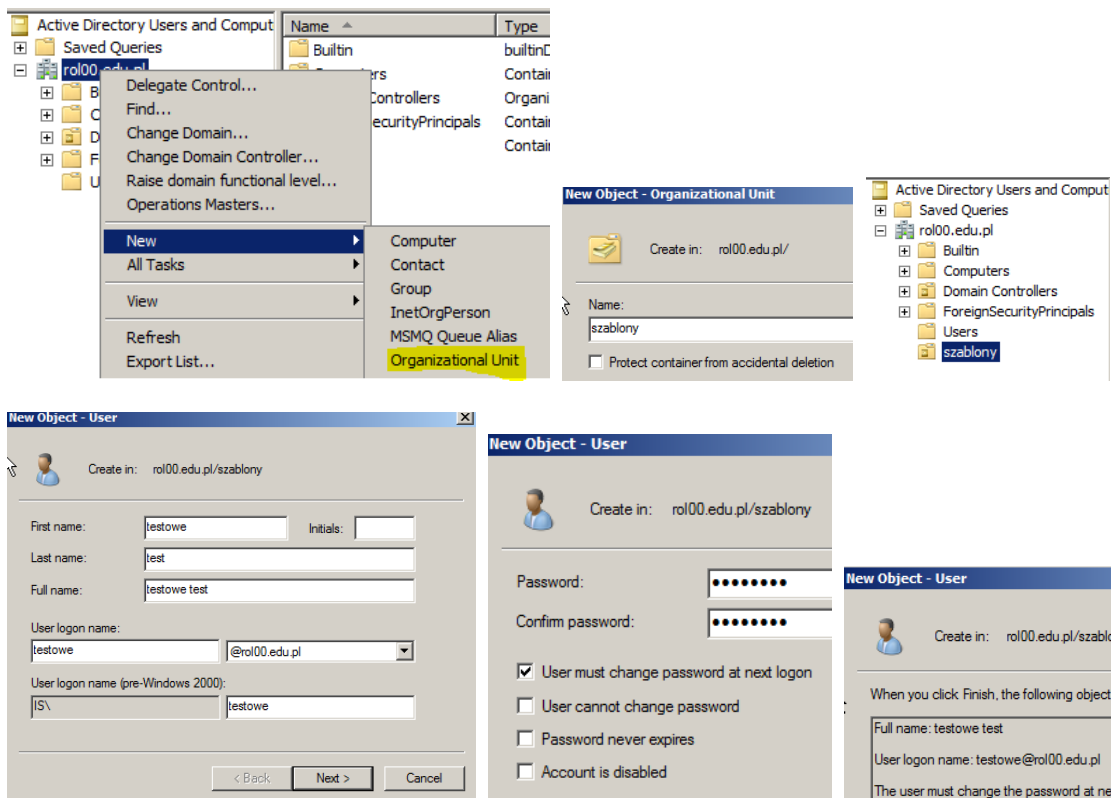 Active Directory Users and Comput
Saved Queries
rol00.edu.pl
Name
Type
Builtin
builtinD
Contai
Controllers
Organi
ecurityPrincipals
Contai
Contai
Delegate Control...
Find...
Change Domain...
Change Domain Controller...
Raise domain functional level...
Operations Masters...
New
All Tasks
View
Refresh
Export List...
Computer
Contact
Group
InetOrgPerson
MSMQ Queue Alias
Organizational Unit
New Object - Organizational Unit
Create in: rol00.edu.pl/
Name:
szablony
Protect container from accidental deletion
Active Directory Users and Comput
Saved Queries
rol00.edu.pl
Builtin
Computers
Domain Controllers
ForeignSecurityPrincipals
Users
szablony
New Object - User
Create in: rol00.edu.pl/szablony
First name: testowe Initials:
Last name: test
Full name: testowe test
User logon name:
testowe @rol00.edu.pl
User logon name (pre-Windows 2000):
IS\ testowe
< Back Next > Cancel
New Object - User
Create in: rol00.edu.pl/szablony
Password:
Confirm password:
User must change password at next logon
User cannot change password
Password never expires
Account is disabled
New Object - User
Create in: rol00.edu.pl/szablo
When you click Finish, the following object
Full name: testowe test
User logon name: testowe@rol00.edu.pl
The user must change the password at ne